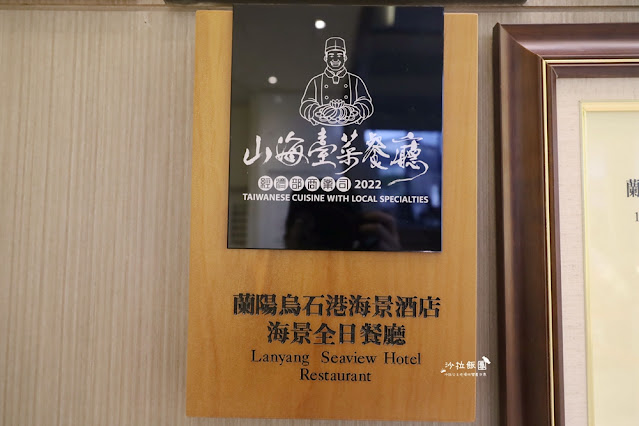 山海臺菜餐廳
經濟部商業司 2022
TAIWANESE CUISINE WITH LOCAL SPECIALTIES
蘭陽烏石港海景酒店
海景全日餐廳
Lanyang Seaview Hotel
Restaurant
沙拉飯團
蘭
1